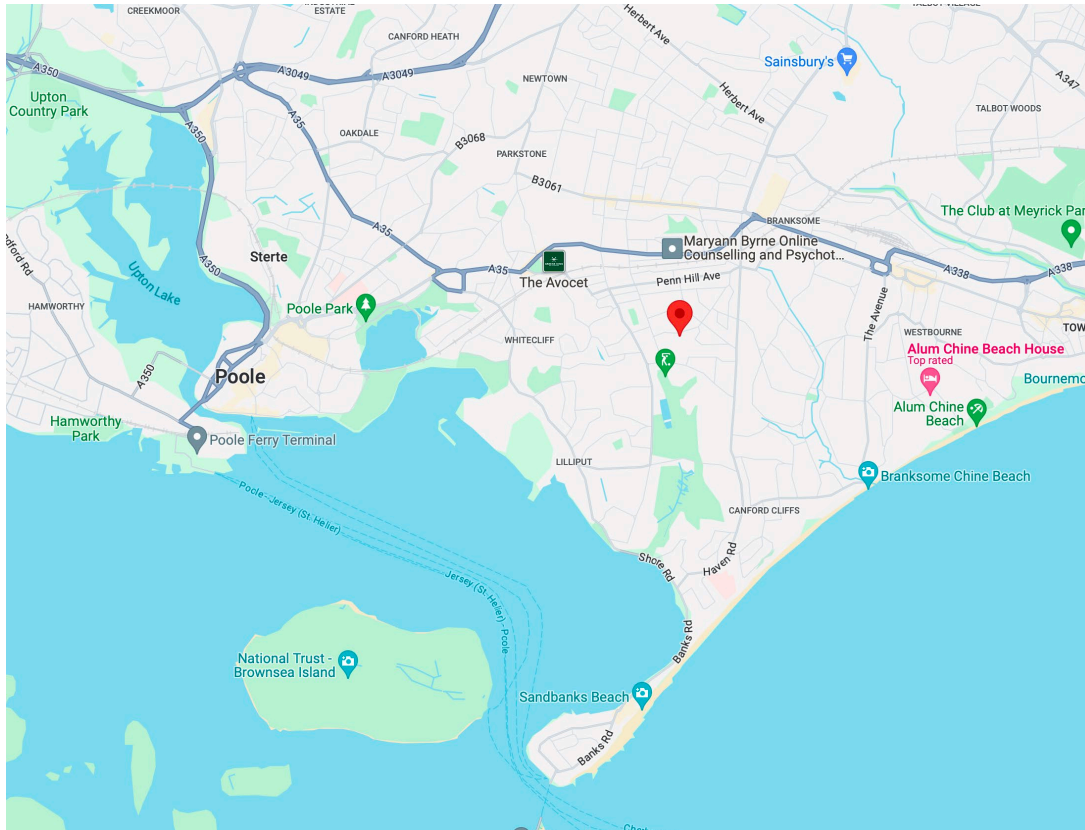 CREEKMOOR
ESTATE
CANFORD HEATH
Herbert Ave
A350
A3049
A3049
NEWTOWN
Sainsbury's
A347
Upton
Country Park
Herbert Ave
TALBOT WOODS
A350
A35
OAKDALE
B3068
PARKSTONE
B3061
The Club at Meyrick Par
BRANKSOME
A35
Maryann Byrne Online
Counselling and Psychot...
Sterte
A350
A35
The Avocet
Penn Hill Ave
A338
A338
Upton Lake
HAMWORTHY
Poole Park
The Avenue
WHITECLIFF
WESTBOURNE
TOW
Alum Chine Beach House
Top rated
A350
Poole
Bournemo
Alum Chine
Beach
Hamworthy
Park
Poole Ferry Terminal
LILLIPUT
Branksome Chine Beach
Poole - Jersey (St. Helier)
CANFORD CLIFFS
Shore Rd
Haven Rd
Jersey (St. Helier) - Poole
Banks Rd
National Trust -
Brownsea Island
Sandbanks Beach
Banks Rd